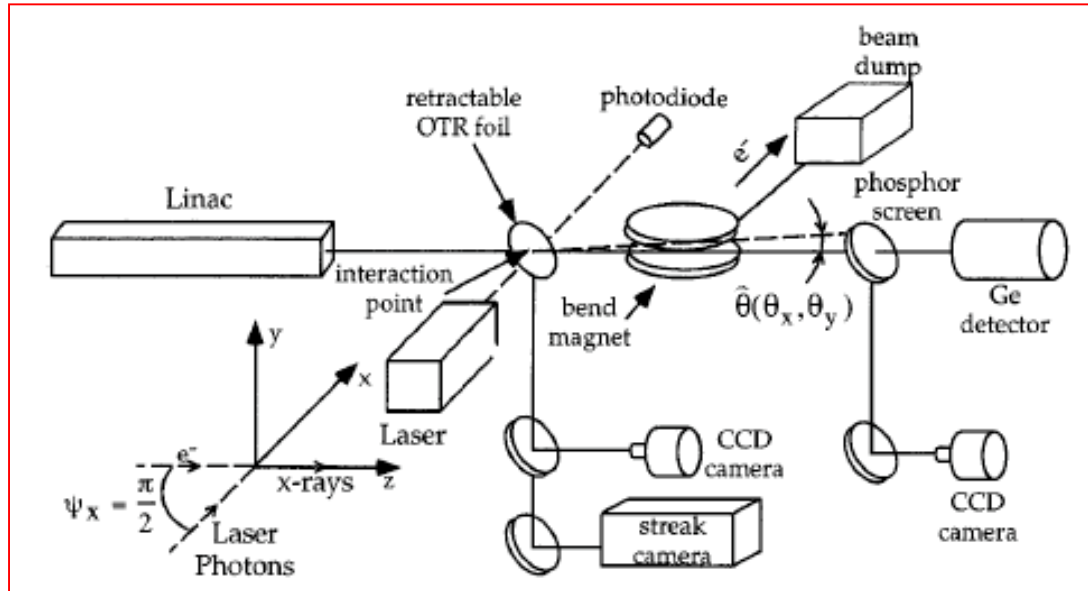 beam
dump
retractable
OTR foil
photodiode
é
phosphor
screen
Linac
interaction
point
bend
magnet
θ̂(θx,θy)
Ge
detector
y
x
Laser
e-
x-rays
z
ψx = π/2
Laser
Photons
CCD
camera
streak
camera
CCD
camera